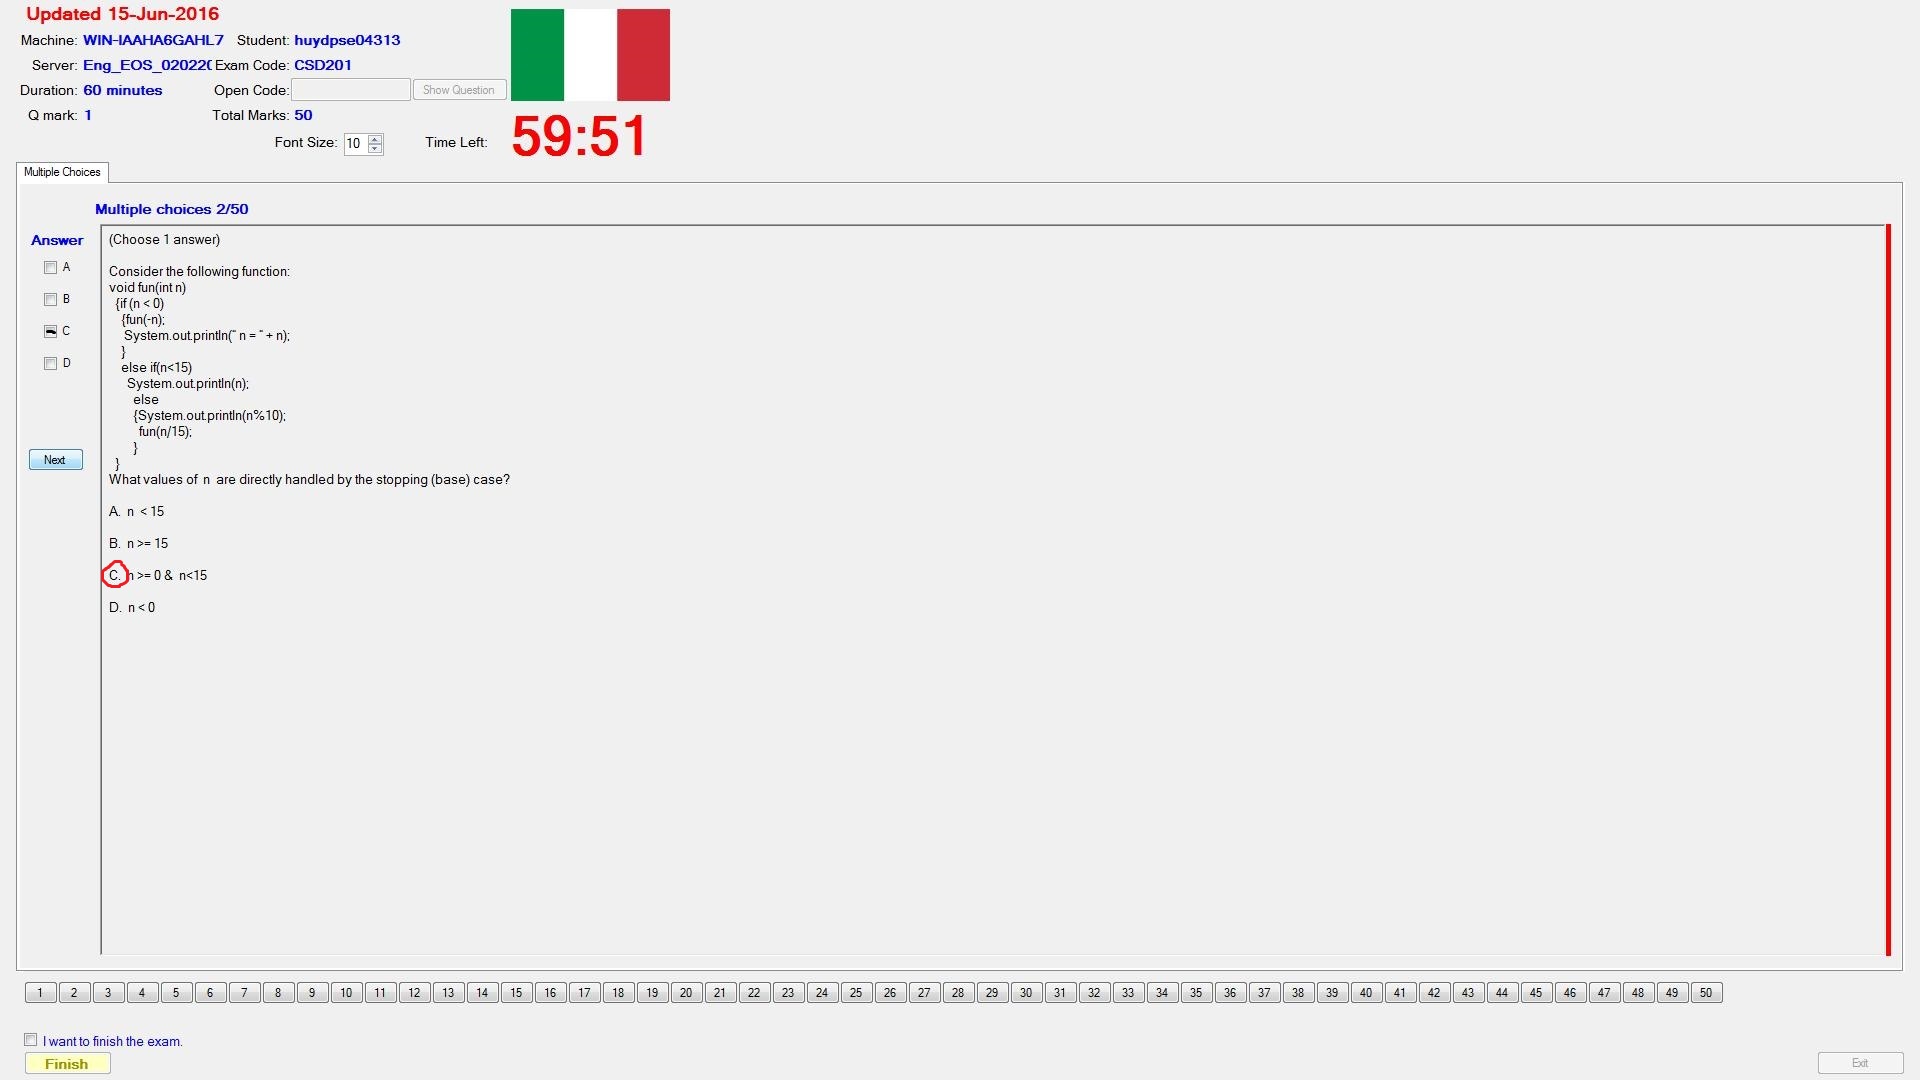 Updated 15-Jun-2016
Machine: WIN-IAAHA6GAHL7 Student: huydpse04313
Server: Eng_EOS_02022 Exam Code: CSD201
Duration: 60 minutes Open Code: Show Question
Q mark: 1 Total Marks: 50
Font Size: 10 Time Left: 59:51
Multiple Choices
Multiple choices 2/50
Answer
A
B
C
D
Next
(Choose 1 answer)
Consider the following function:
void fun(int n)
{if (n < 0)
{fun(-n);
System.out.println(" n = " + n);
}
else if(n<15)
System.out.println(n);
else
{System.out.println(n%10);
fun(n/15);
}
}
What values of n are directly handled by the stopping (base) case?
A. n < 15
B. n >= 15
C. n >= 0 & n<15
D. n < 0
1 2 3 4 5 6 7 8 9 10 11 12 13 14 15 16 17 18 19 20 21 22 23 24 25 26 27 28 29 30 31 32 33 34 35 36 37 38 39 40 41 42 43 44 45 46 47 48 49 50
I want to finish the exam.
Finish
Exit